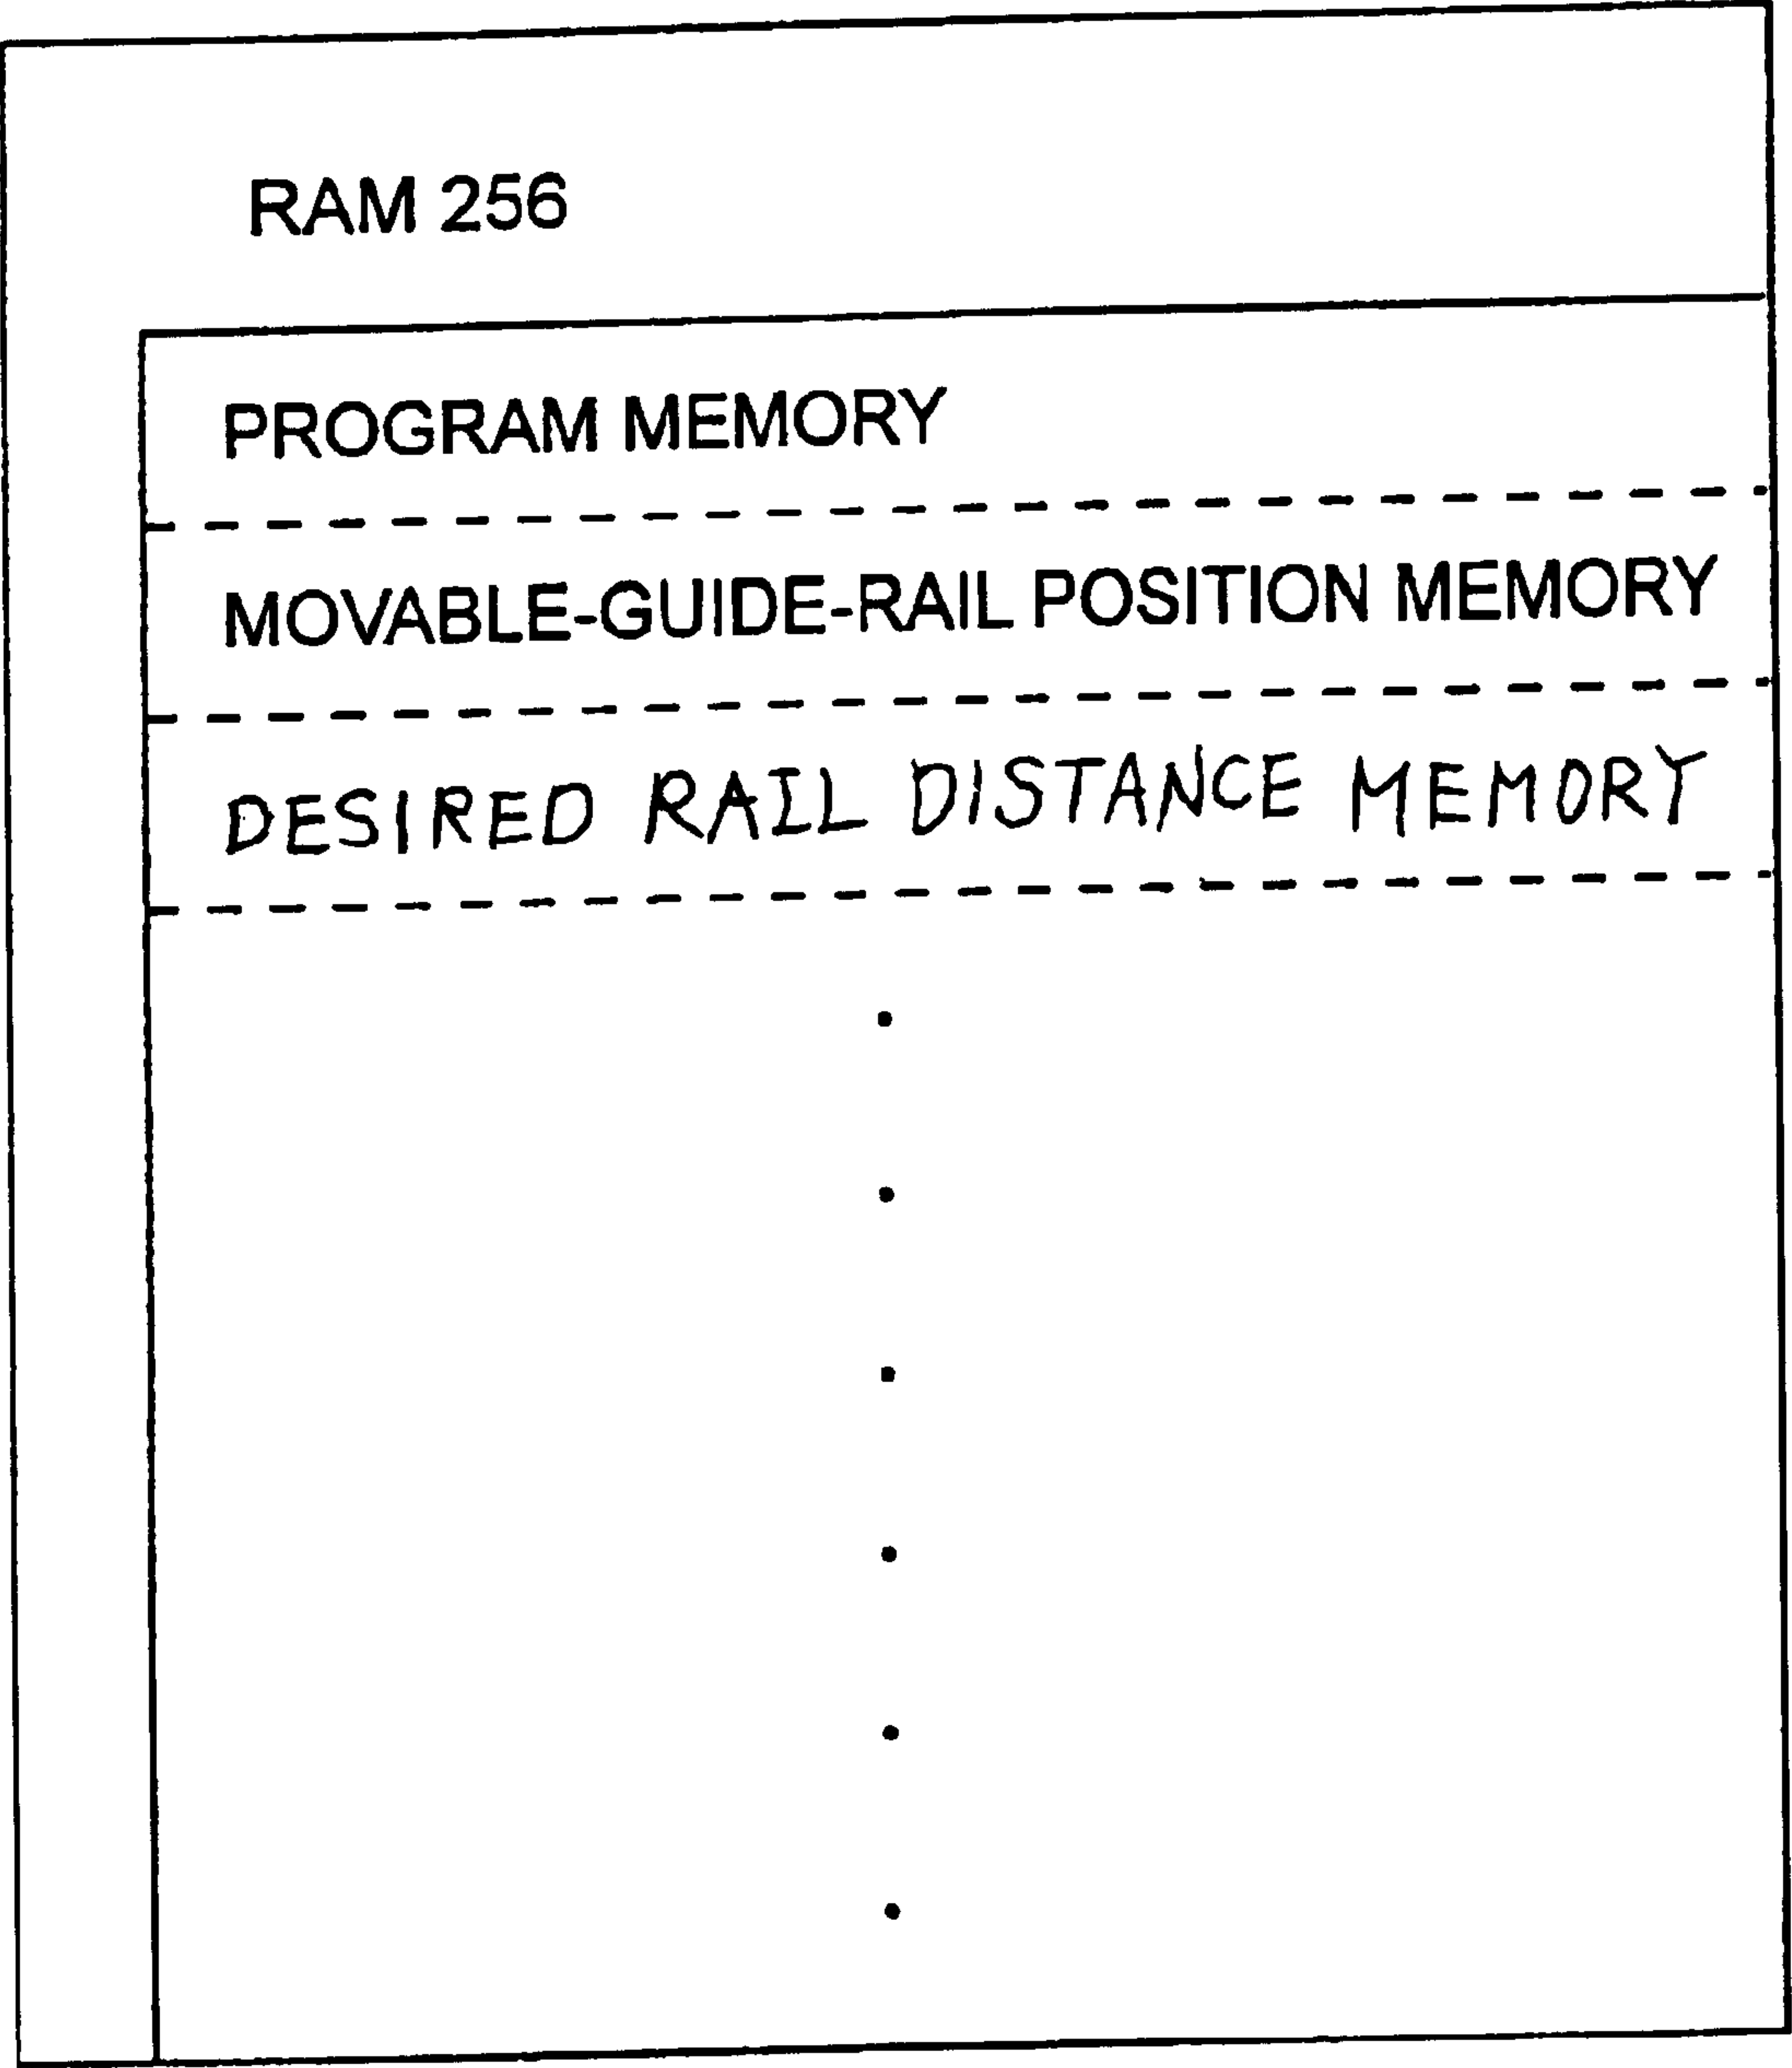 RAM 256
PROGRAM MEMORY
MOVABLE-GUIDE-RAIL POSITION MEMORY
DESIRED RAIL DISTANCE MEMORY